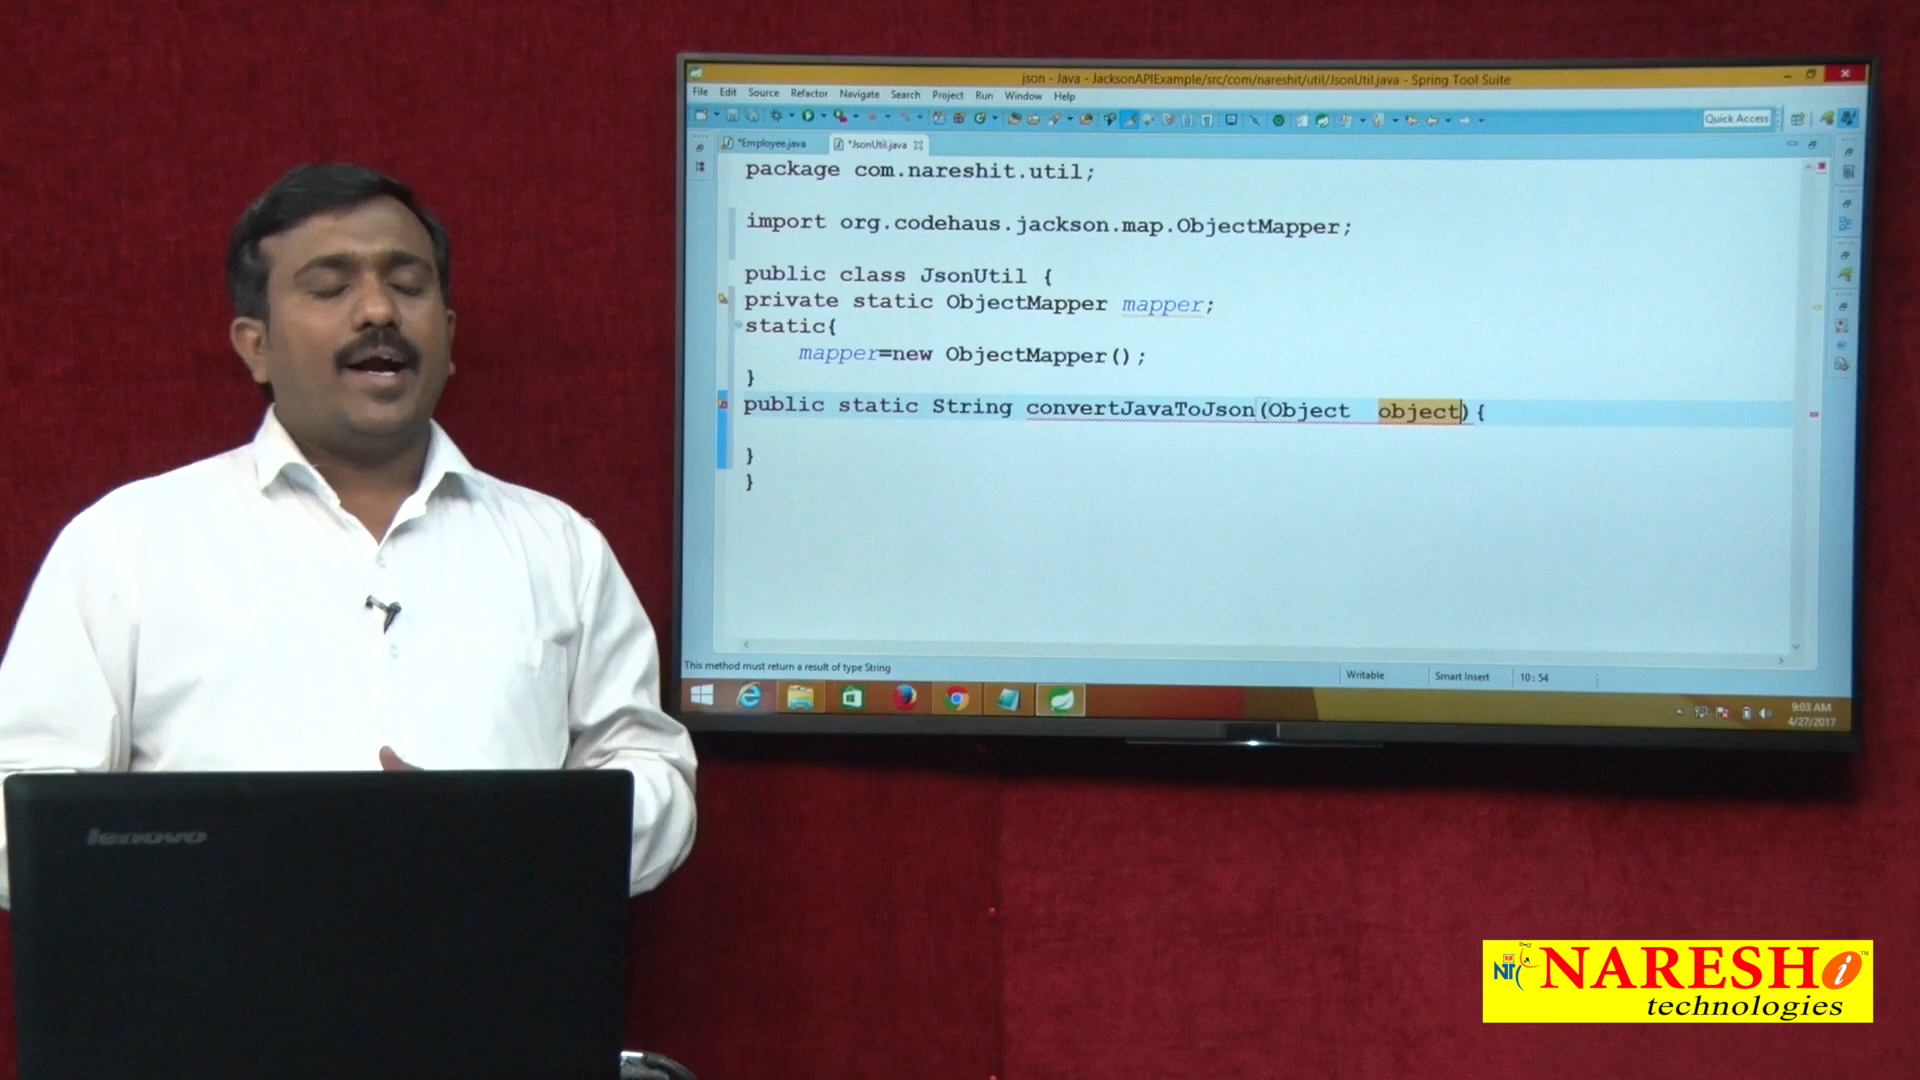 json - Java - JacksonAPIExample/src/com/nareshit/util/JsonUtil.java - Spring Tool Suite
File Edit Source Refactor Navigate Search Project Run Window Help
Quick Access
*Employee.java *JsonUtil.java
package com.nareshit.util;
import org.codehaus.jackson.map.ObjectMapper;
public class JsonUtil {
private static ObjectMapper mapper;
static{
mapper=new ObjectMapper();
}
public static String convertJavaToJson(Object object){
}
}
This method must return a result of type String
Writable Smart Insert 10:54
9:03 AM
4/27/2017
lenovo
NARESH i ™
technologies